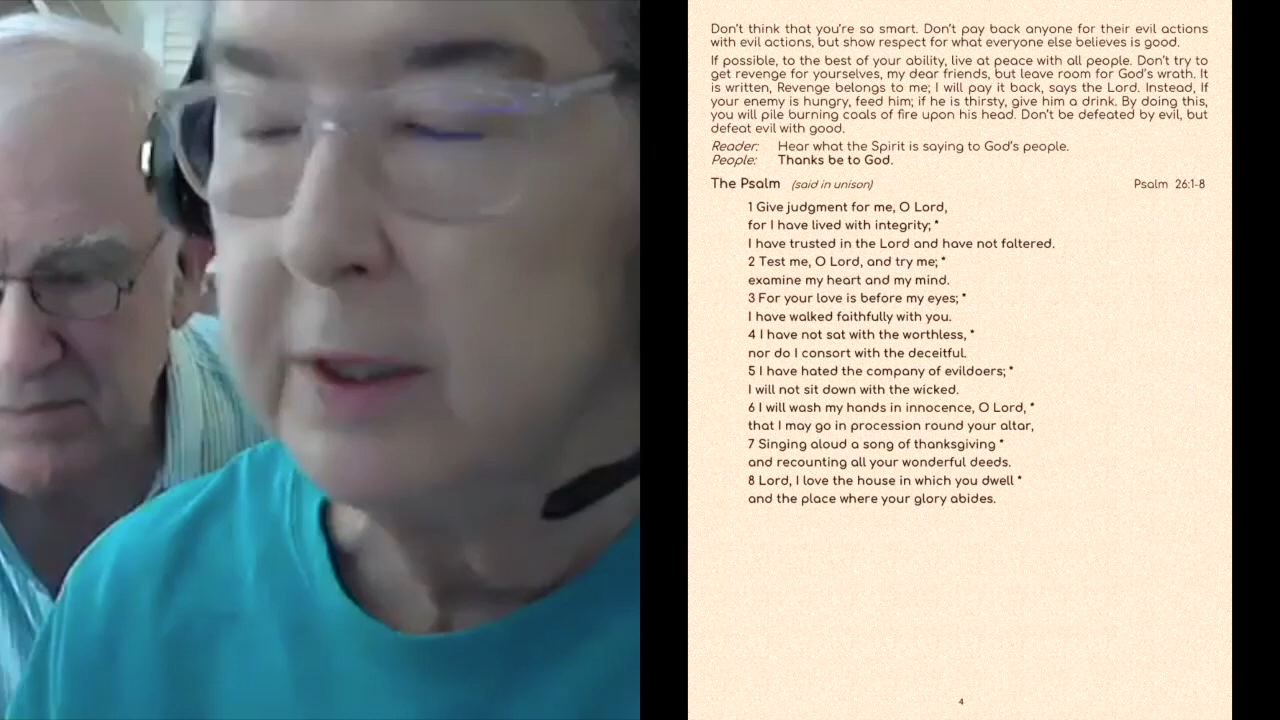 Don't think that you're so smart. Don't pay back anyone for their evil actions
with evil actions, but show respect for what everyone else believes is good.
If possible, to the best of your ability, live at peace with all people. Don't try to
get revenge for yourselves, my dear friends, but leave room for God's wrath. It
is written, Revenge belongs to me; I will pay it back, says the Lord. Instead, If
your enemy is hungry, feed him; if he is thirsty, give him a drink. By doing this,
you will pile burning coals of fire upon his head. Don't be defeated by evil, but
defeat evil with good.
Reader: Hear what the Spirit is saying to God's people.
People: Thanks be to God.
The Psalm (said in unison) Psalm 26:1-8
1 Give judgment for me, O Lord,
for I have lived with integrity; *
I have trusted in the Lord and have not faltered.
2 Test me, O Lord, and try me; *
examine my heart and my mind.
3 For your love is before my eyes; *
I have walked faithfully with you.
4 I have not sat with the worthless, *
nor do I consort with the deceitful.
5 I have hated the company of evildoers; *
I will not sit down with the wicked.
6 I will wash my hands in innocence, O Lord, *
that I may go in procession round your altar,
7 Singing aloud a song of thanksgiving *
and recounting all your wonderful deeds.
8 Lord, I love the house in which you dwell *
and the place where your glory abides.
4